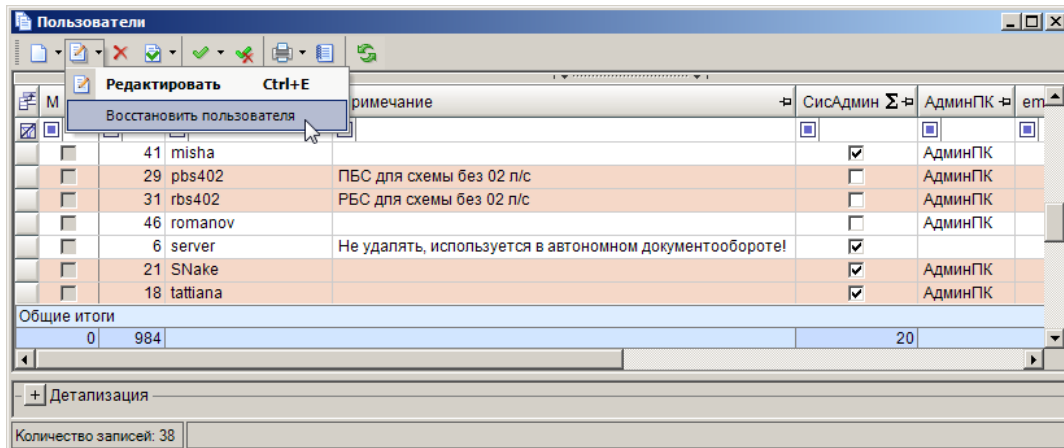 Пользователи
Редактировать Ctrl+E
Восстановить пользователя
М римечание СисАдмин Σ АдминПК em
41 misha АдминПК
29 pbs402 ПБС для схемы без 02 л/с АдминПК
31 rbs402 РБС для схемы без 02 л/с АдминПК
46 romanov АдминПК
6 server Не удалять, используется в автономном документообороте!
21 SNake АдминПК
18 tattiana АдминПК
Общие итоги
0 984 20
Детализация
Количество записей: 38